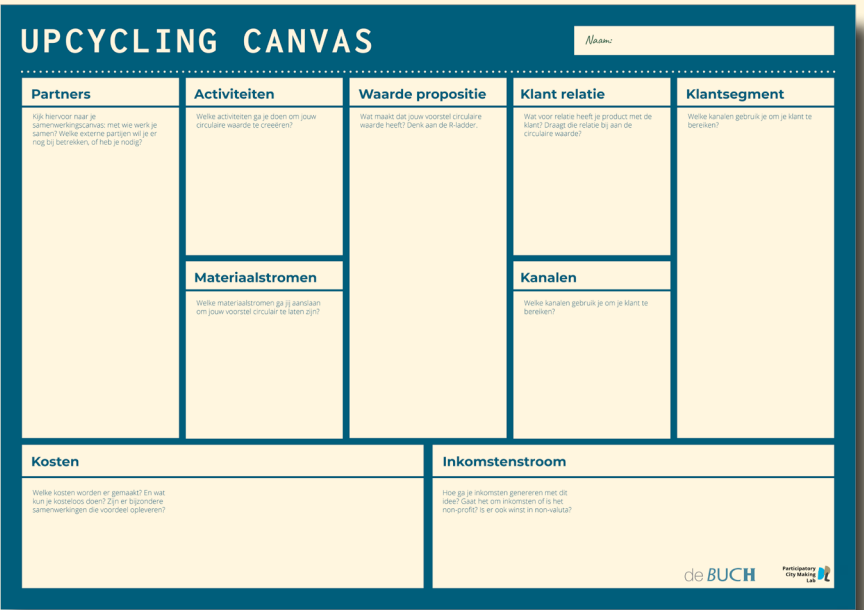 UPCYCLING CANVAS
Naam:
Partners
Kijk hiervoor naar je
samenwerkingscanvas: met wie werk je
samen? Welke externe partijen wil je er
nog bij betrekken, of heb je nodig?
Activiteiten
Welke activiteiten ga je doen om jouw
circulaire waarde te creeëren?
Materiaalstromen
Welke materiaalstromen ga jij aanslaan
om jouw voorstel circulair te laten zijn?
Waarde propositie
Wat maakt dat jouw voorstel circulaire
waarde heeft? Denk aan de R-ladder.
Klant relatie
Wat voor relatie heeft je product met de
klant? Draagt die relatie bij aan de
circulaire waarde?
Kanalen
Welke kanalen gebruik je om je klant te
bereiken?
Klantsegment
Welke kanalen gebruik je om je klant te
bereiken?
Kosten
Welke kosten worden er gemaakt? En wat
kun je kosteloos doen? Zijn er bijzondere
samenwerkingen die voordeel opleveren?
Inkomstenstroom
Hoe ga je inkomsten genereren met dit
idee? Gaat het om inkomsten of is het
non-profit? Is er ook winst in non-valuta?
de BUCH
Participatory
City Making
Lab